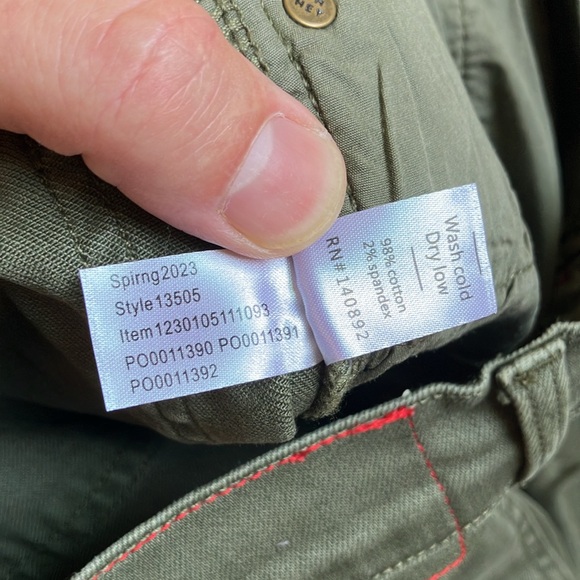 Spirng2023
Style13505
Item1230105111093
PO0011390 PO0011391
PO0011392
Wash cold
Dry low
98% cotton
2% spandex
RN#140892